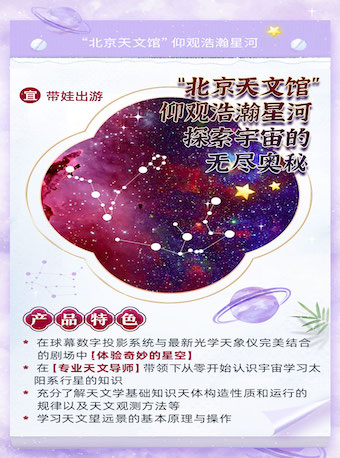 “北京天文馆”仰观浩瀚星河
宜 带娃出游
“北京天文馆”
仰观浩瀚星河
探索宇宙的
无尽奥秘
产品特色
* 在球幕数字投影系统与最新光学天象仪完美结合
的剧场中【体验奇妙的星空】
* 在【专业天文导师】带领下从零开始认识宇宙学习太
阳系行星的知识
* 充分了解天文学基础知识天体构造性质和运行的
规律以及天文观测方法等
* 学习天文望远景的基本原理与操作